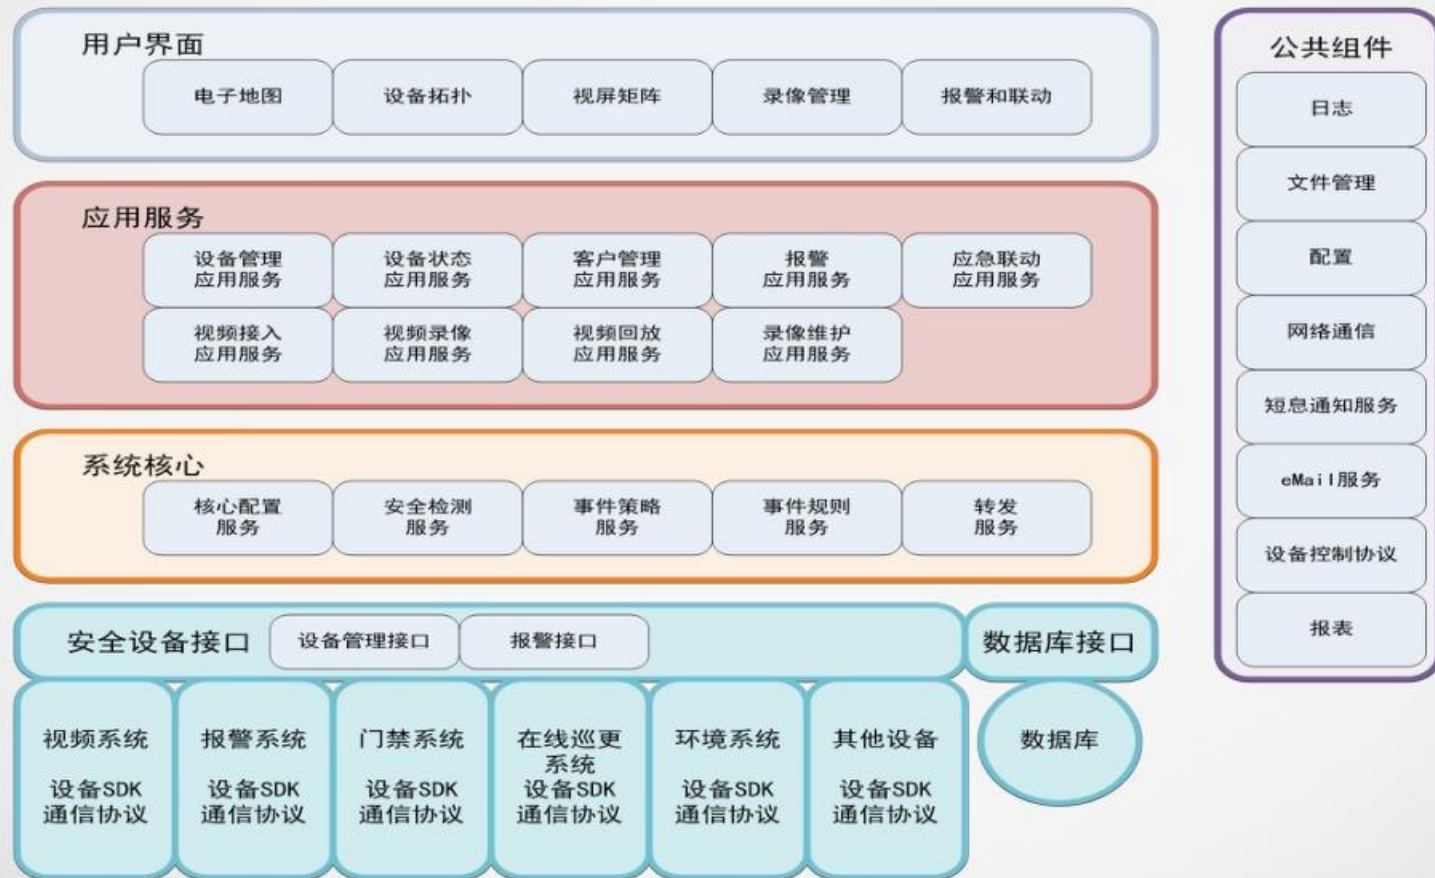 用户界面
电子地图
设备拓扑
视屏矩阵
录像管理
报警和联动
应用服务
设备管理
应用服务
设备状态
应用服务
客户管理
应用服务
报警
应用服务
应急联动
应用服务
视频接入
应用服务
视频录像
应用服务
视频回放
应用服务
录像维护
应用服务
系统核心
核心配置
服务
安全检测
服务
事件策略
服务
事件规则
服务
转发
服务
安全设备接口
设备管理接口
报警接口
数据库接口
视频系统
设备SDK
通信协议
报警系统
设备SDK
通信协议
门禁系统
设备SDK
通信协议
在线巡更
系统
设备SDK
通信协议
环境系统
设备SDK
通信协议
其他设备
设备SDK
通信协议
数据库
公共组件
日志
文件管理
配置
网络通信
短息通知服务
eMail服务
设备控制协议
报表